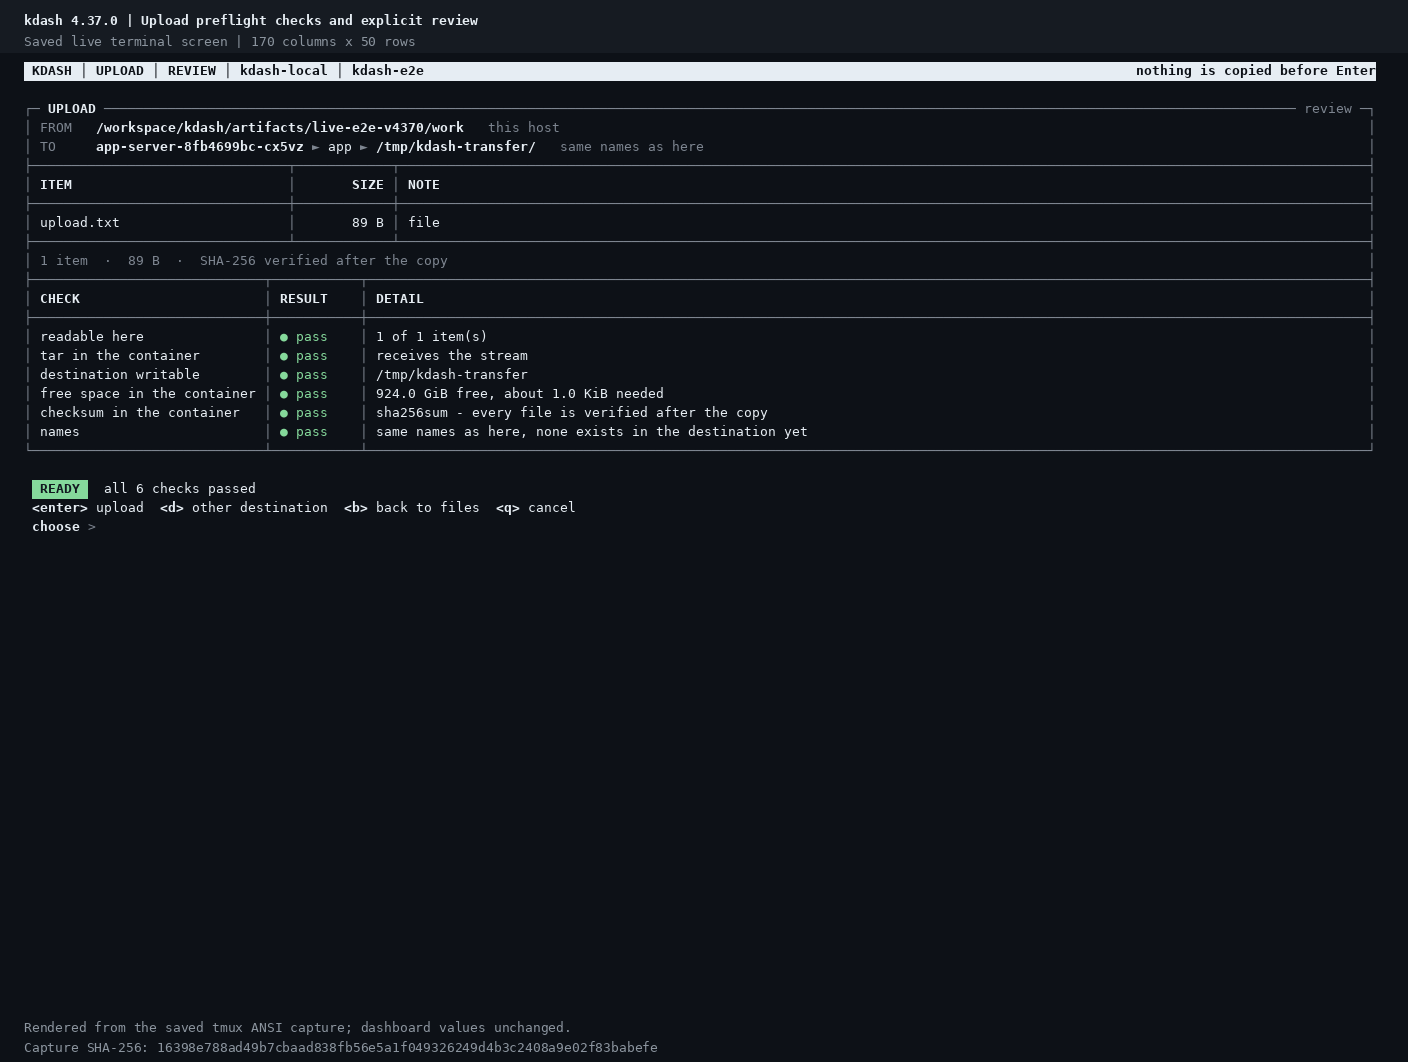 kdash 4.37.0 | Upload preflight checks and explicit review
Saved live terminal screen | 170 columns x 50 rows
KDASH │ UPLOAD │ REVIEW │ kdash-local │ kdash-e2e nothing is copied before Enter
UPLOAD review
FROM /workspace/kdash/artifacts/live-e2e-v4370/work this host
TO app-server-8fb4699bc-cx5vz ► app ► /tmp/kdash-transfer/ same names as here
ITEM │ SIZE │ NOTE
upload.txt │ 89 B │ file
1 item · 89 B · SHA-256 verified after the copy
CHECK │ RESULT │ DETAIL
readable here │ ● pass │ 1 of 1 item(s)
tar in the container │ ● pass │ receives the stream
destination writable │ ● pass │ /tmp/kdash-transfer
free space in the container │ ● pass │ 924.0 GiB free, about 1.0 KiB needed
checksum in the container │ ● pass │ sha256sum - every file is verified after the copy
names │ ● pass │ same names as here, none exists in the destination yet
READY all 6 checks passed
<enter> upload <d> other destination <b> back to files <q> cancel
choose >
Rendered from the saved tmux ANSI capture; dashboard values unchanged.
Capture SHA-256: 16398e788ad49b7cbaad838fb56e5a1f049326249d4b3c2408a9e02f83babefe